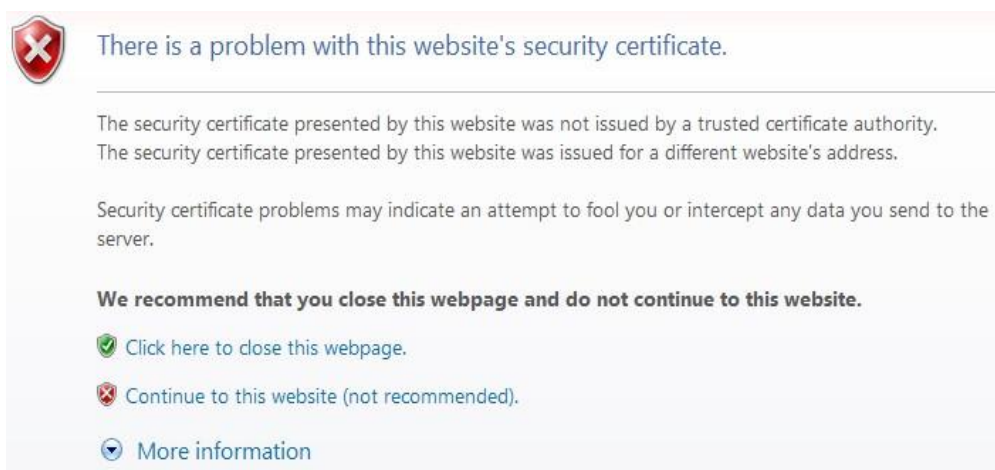 There is a problem with this website's security certificate.
The security certificate presented by this website was not issued by a trusted certificate authority.
The security certificate presented by this website was issued for a different website's address.
Security certificate problems may indicate an attempt to fool you or intercept any data you send to the
server.
We recommend that you close this webpage and do not continue to this website.
Click here to close this webpage.
Continue to this website (not recommended).
More information